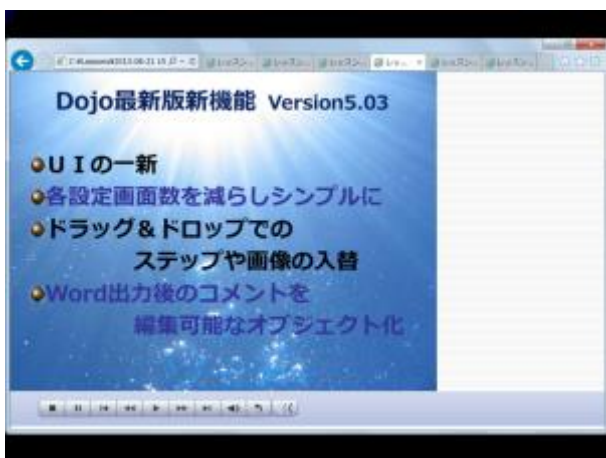 Dojo最新版新機能 Version5.03
UIの一新
各設定画面数を減らしシンプルに
ドラッグ&ドロップでの
ステップや画像の入替
Word出力後のコメントを
編集可能なオブジェクト化